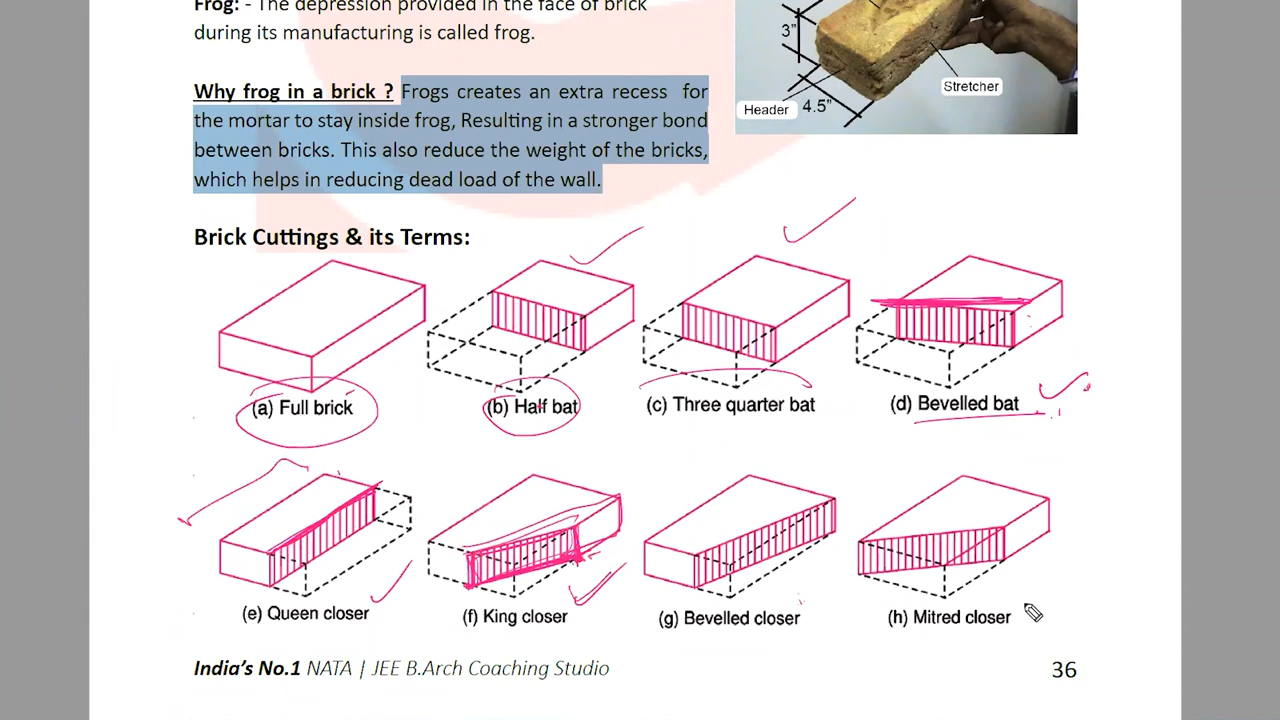 Frog: - The depression provided in the face of brick
during its manufacturing is called frog.
3"
Stretcher
Header
4.5"
Why frog in a brick ? Frogs creates an extra recess for
the mortar to stay inside frog, Resulting in a stronger bond
between bricks. This also reduce the weight of the bricks,
which helps in reducing dead load of the wall.
Brick Cuttings & its Terms:
(a) Full brick
(b) Half bat
(c) Three quarter bat
(d) Bevelled bat
(e) Queen closer
(f) King closer
(g) Bevelled closer
(h) Mitred closer
India's No.1 NATA | JEE B.Arch Coaching Studio
36